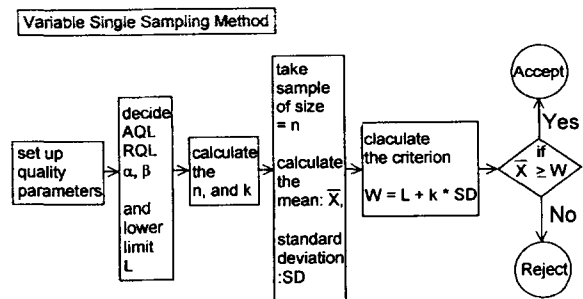 Variable Single Sampling Method
set up
quality
parameters
decide
AQL
RQL
α, β
and
lower
limit
L
calculate
the
n, and k
take
sample
of size
= n
calculate
the
mean: X̅,
standard
deviation
:SD
claculate
the criterion
W = L + k * SD
if
X̅ ≥ W
Yes
Accept
No
Reject